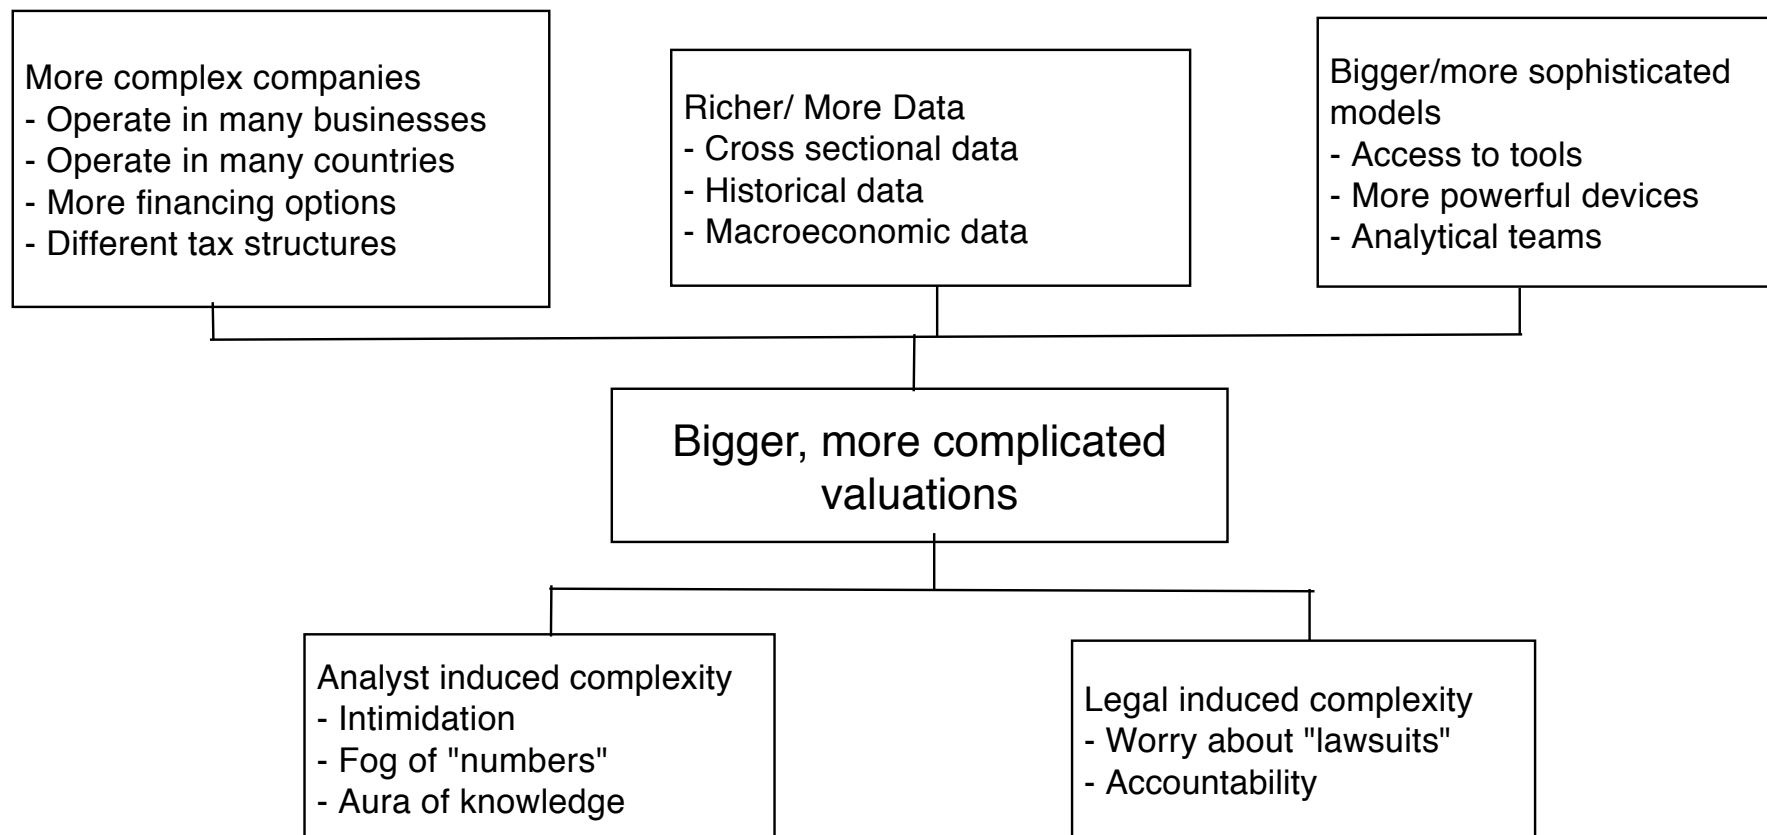 More complex companies
- Operate in many businesses
- Operate in many countries
- More financing options
- Different tax structures
Richer/ More Data
- Cross sectional data
- Historical data
- Macroeconomic data
Bigger/more sophisticated
models
- Access to tools
- More powerful devices
- Analytical teams
Bigger, more complicated
valuations
Analyst induced complexity
- Intimidation
- Fog of "numbers"
- Aura of knowledge
Legal induced complexity
- Worry about "lawsuits"
- Accountability